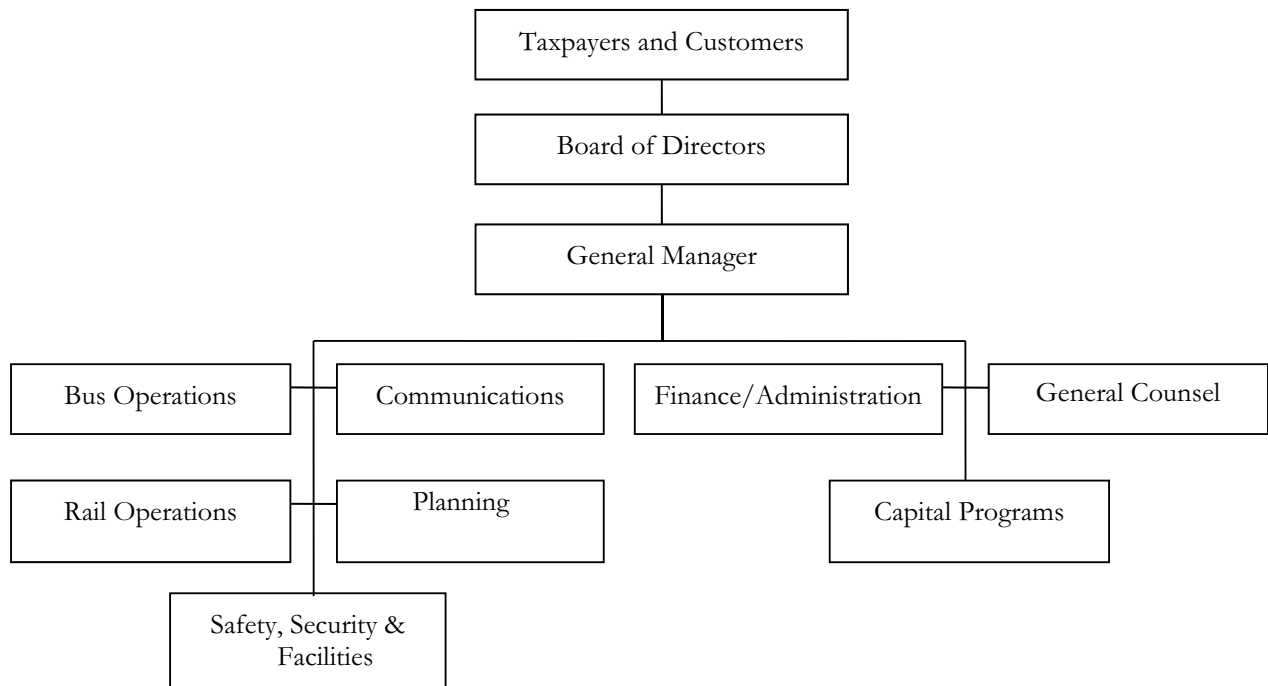 Taxpayers and Customers
Board of Directors
General Manager
Bus Operations
Communications
Finance/Administration
General Counsel
Rail Operations
Planning
Capital Programs
Safety, Security &
Facilities